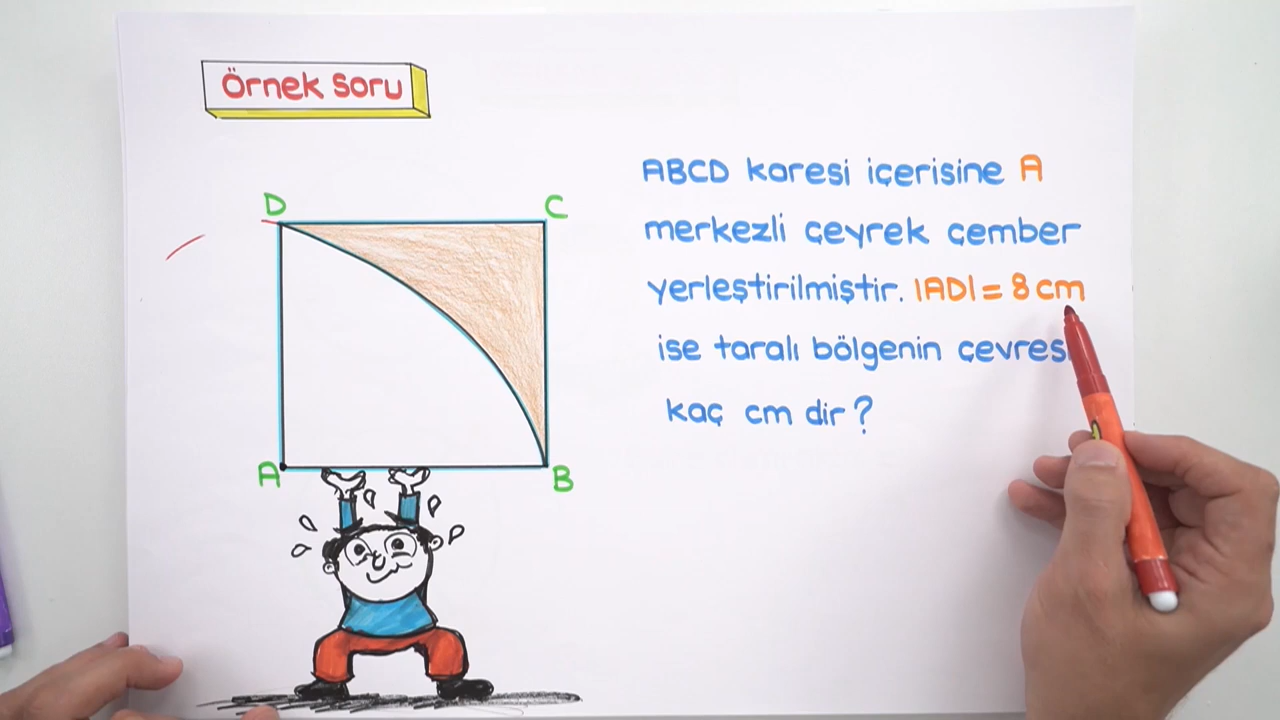 Örnek Soru
ABCD karesi içerisine A
merkezli çeyrek çember
yerleştirilmiştir. |AD| = 8 cm
ise taralı bölgenin çevresi
kaç cm dir?
D
C
A
B